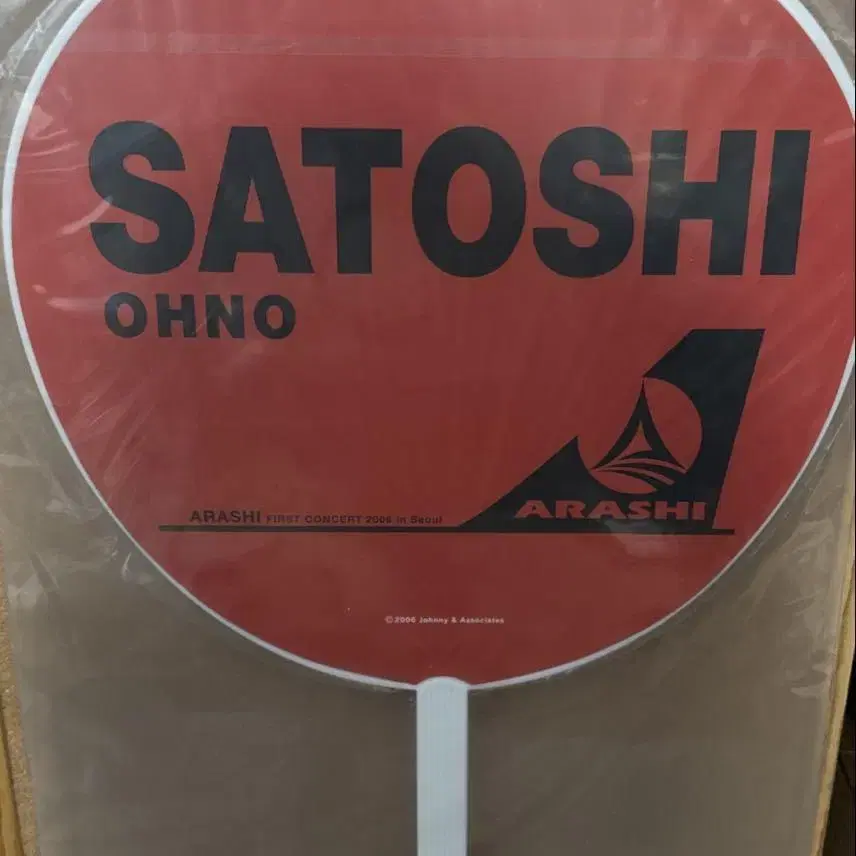 SATOSHI
OHNO
ARASHI
ARASHI FIRST CONCERT 2006 in Seoul
©2006 Johnny & Associates